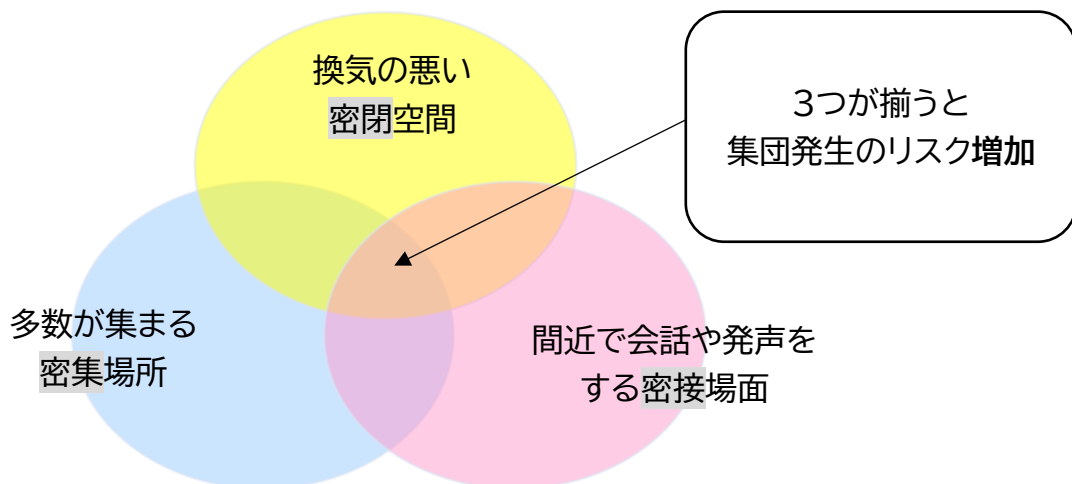 換気の悪い
密閉空間
3つが揃うと
集団発生のリスク増加
多数が集まる
密集場所
間近で会話や発声を
する密接場面